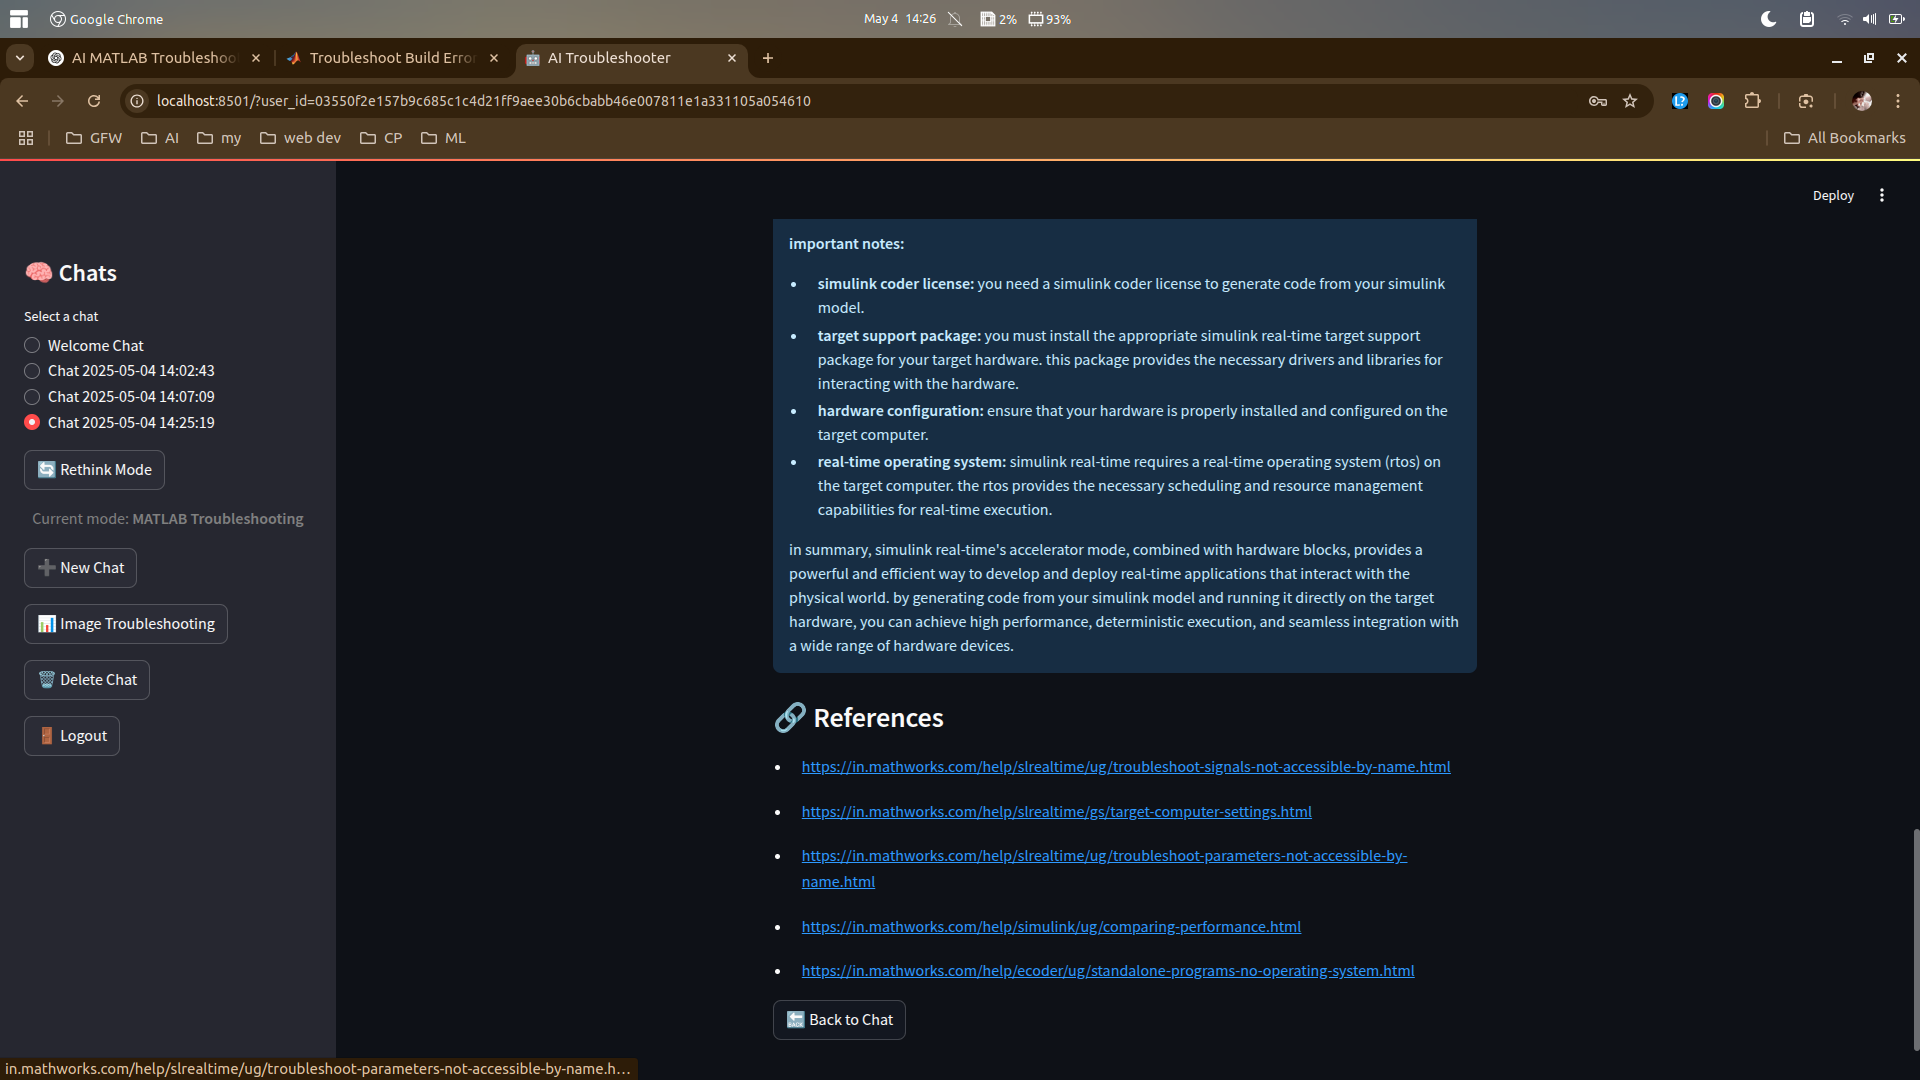 Google Chrome
May 4 14:26
2%
93%
AI MATLAB Troubleshoo
Troubleshoot Build Erro
AI Troubleshooter
localhost:8501/?user_id=03550f2e157b9c685c1c4d21ff9aee30b6cbabb46e007811e1a331105a054610
GFW
AI
my
web dev
CP
ML
All Bookmarks
Deploy
Chats
Select a chat
Welcome Chat
Chat 2025-05-04 14:02:43
Chat 2025-05-04 14:07:09
Chat 2025-05-04 14:25:19
Rethink Mode
Current mode: MATLAB Troubleshooting
New Chat
Image Troubleshooting
Delete Chat
Logout
important notes:
simulink coder license: you need a simulink coder license to generate code from your simulink
model.
target support package: you must install the appropriate simulink real-time target support
package for your target hardware. this package provides the necessary drivers and libraries for
interacting with the hardware.
hardware configuration: ensure that your hardware is properly installed and configured on the
target computer.
real-time operating system: simulink real-time requires a real-time operating system (rtos) on
the target computer. the rtos provides the necessary scheduling and resource management
capabilities for real-time execution.
in summary, simulink real-time's accelerator mode, combined with hardware blocks, provides a
powerful and efficient way to develop and deploy real-time applications that interact with the
physical world. by generating code from your simulink model and running it directly on the target
hardware, you can achieve high performance, deterministic execution, and seamless integration with
a wide range of hardware devices.
References
https://in.mathworks.com/help/slrealtime/ug/troubleshoot-signals-not-accessible-by-name.html
https://in.mathworks.com/help/slrealtime/gs/target-computer-settings.html
https://in.mathworks.com/help/slrealtime/ug/troubleshoot-parameters-not-accessible-by-
name.html
https://in.mathworks.com/help/simulink/ug/comparing-performance.html
https://in.mathworks.com/help/ecoder/ug/standalone-programs-no-operating-system.html
Back to Chat
in.mathworks.com/help/slrealtime/ug/troubleshoot-parameters-not-accessible-by-name.h...